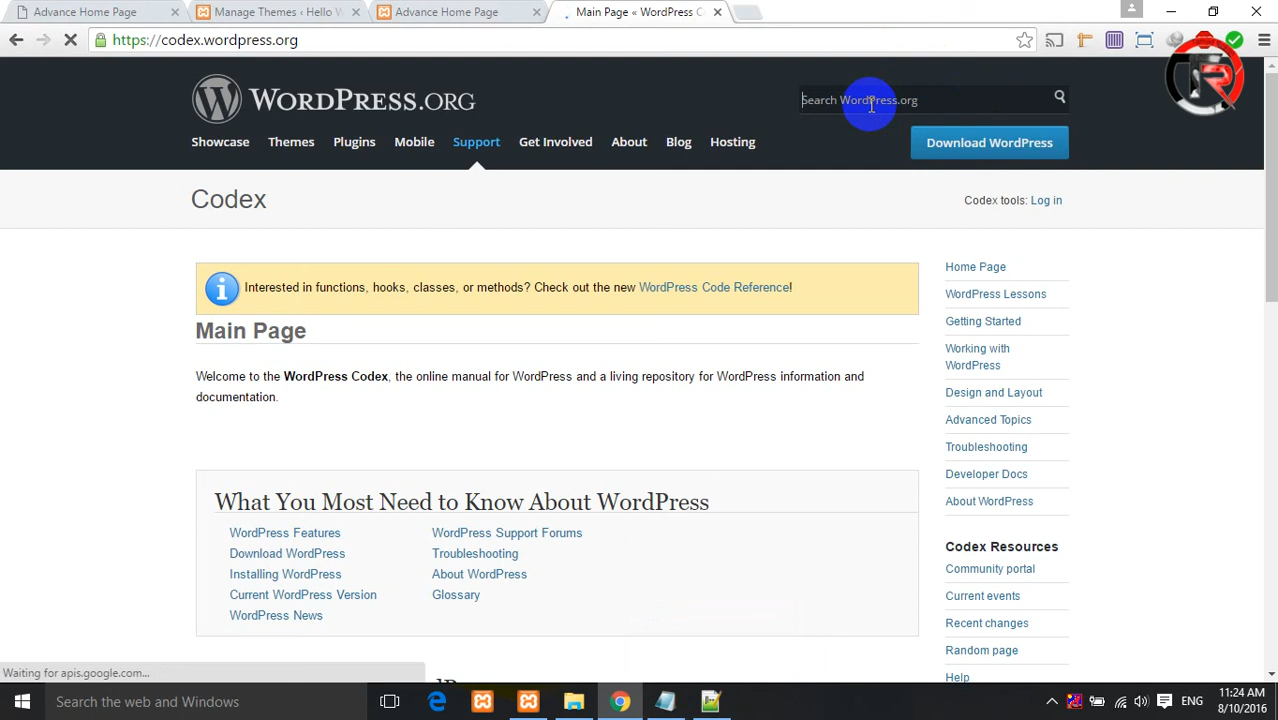 Advance Home Page
Manage Themes ‹ Hello W
Advance Home Page
Main Page « WordPress C
https://codex.wordpress.org
WORDPRESS.ORG
Search WordPress.org
Showcase
Themes
Plugins
Mobile
Support
Get Involved
About
Blog
Hosting
Download WordPress
Codex
Codex tools: Log in
Interested in functions, hooks, classes, or methods? Check out the new WordPress Code Reference!
Main Page
Welcome to the WordPress Codex, the online manual for WordPress and a living repository for WordPress information and
documentation.
What You Most Need to Know About WordPress
WordPress Features
Download WordPress
Installing WordPress
Current WordPress Version
WordPress News
WordPress Support Forums
Troubleshooting
About WordPress
Glossary
Home Page
WordPress Lessons
Getting Started
Working with
WordPress
Design and Layout
Advanced Topics
Troubleshooting
Developer Docs
About WordPress
Codex Resources
Community portal
Current events
Recent changes
Random page
Help
Waiting for apis.google.com...
Search the web and Windows
ENG
11:24 AM
8/10/2016